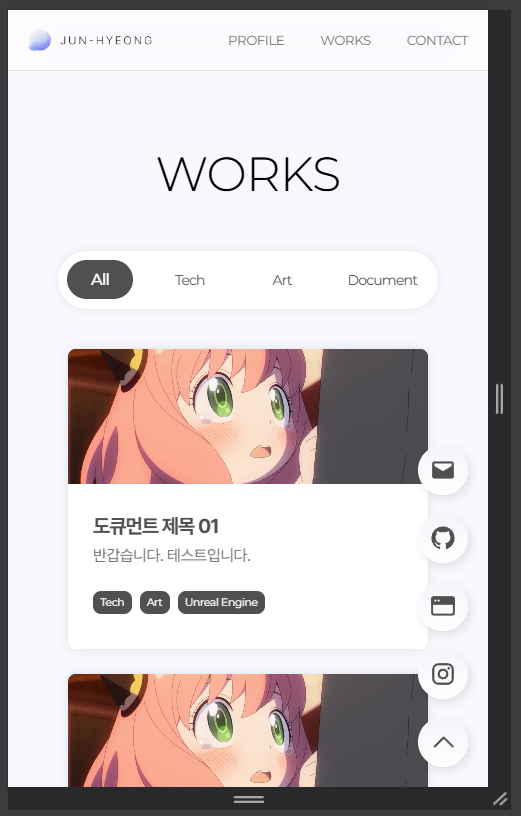 JUN-HYEONG PROFILE WORKS CONTACT
WORKS
All Tech Art Document
도큐먼트 제목 01
반갑습니다. 테스트입니다.
Tech Art Unreal Engine